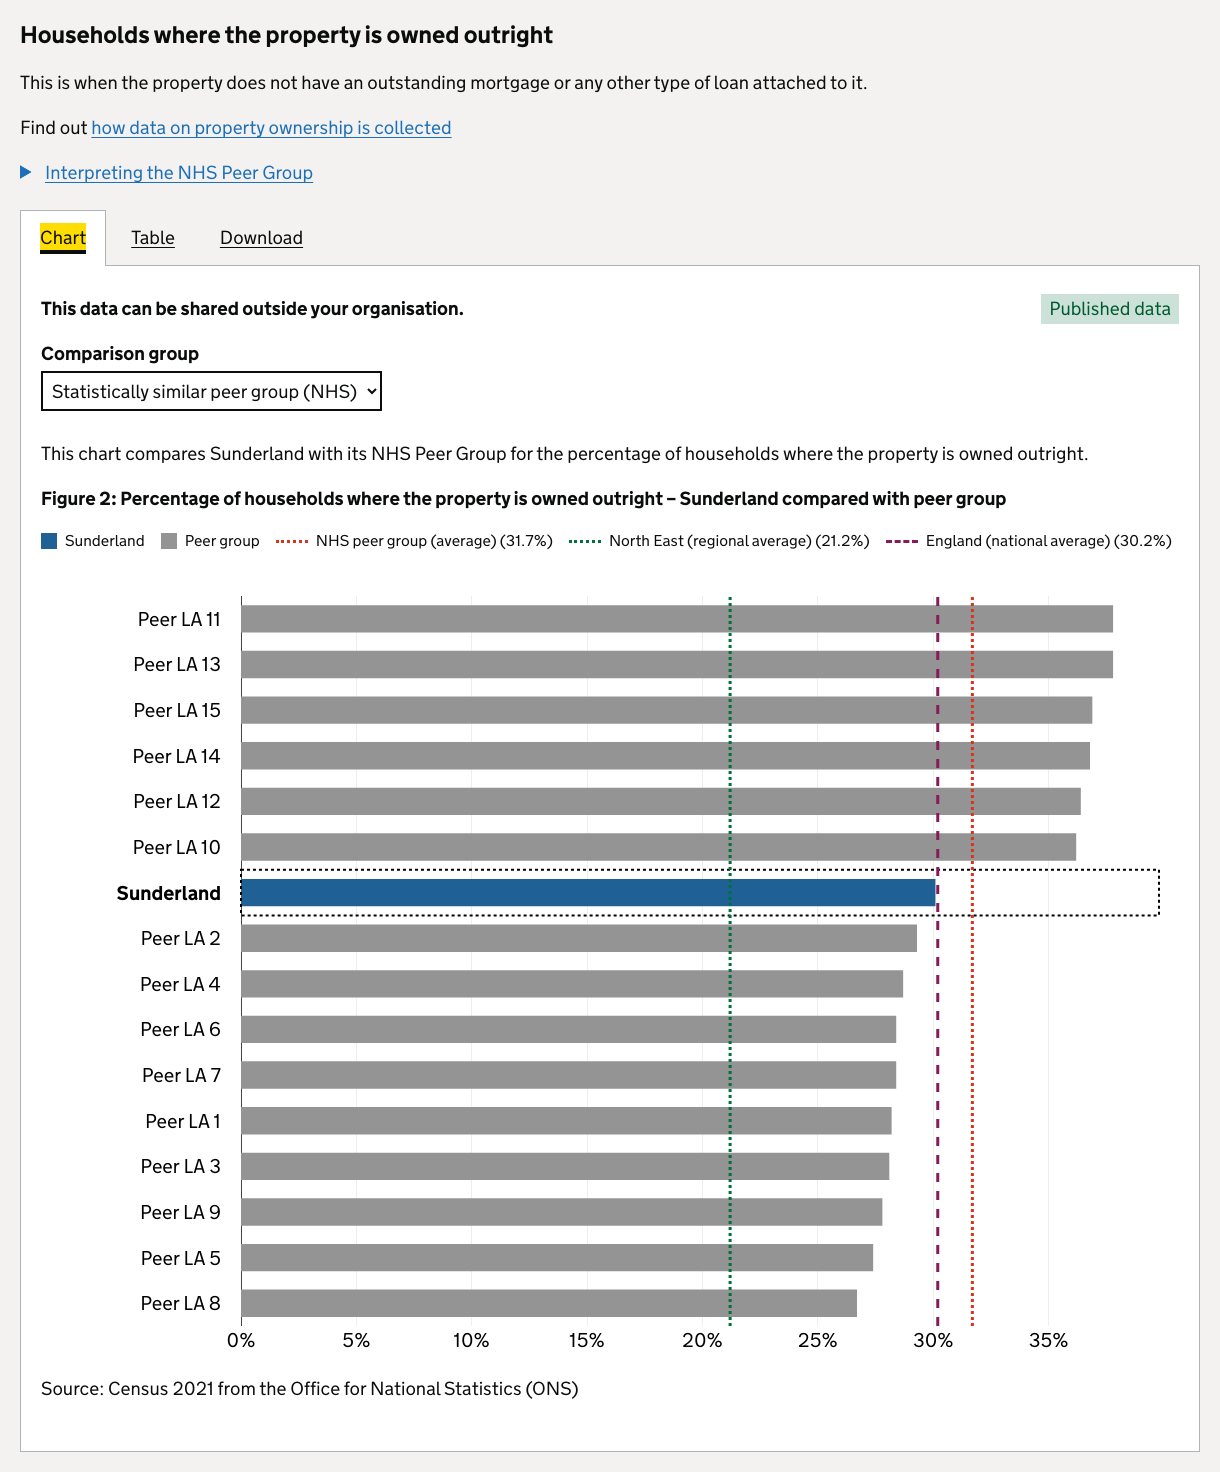 Households where the property is owned outright
This is when the property does not have an outstanding mortgage or any other type of loan attached to it.
Find out how data on property ownership is collected
Interpreting the NHS Peer Group
Chart Table Download
This data can be shared outside your organisation. Published data
Comparison group
Statistically similar peer group (NHS)
This chart compares Sunderland with its NHS Peer Group for the percentage of households where the property is owned outright.
Figure 2: Percentage of households where the property is owned outright – Sunderland compared with peer group
Sunderland Peer group NHS peer group (average) (31.7%) North East (regional average) (21.2%) England (national average) (30.2%)
Peer LA 11
Peer LA 13
Peer LA 15
Peer LA 14
Peer LA 12
Peer LA 10
Sunderland
Peer LA 2
Peer LA 4
Peer LA 6
Peer LA 7
Peer LA 1
Peer LA 3
Peer LA 9
Peer LA 5
Peer LA 8
0% 5% 10% 15% 20% 25% 30% 35%
Source: Census 2021 from the Office for National Statistics (ONS)